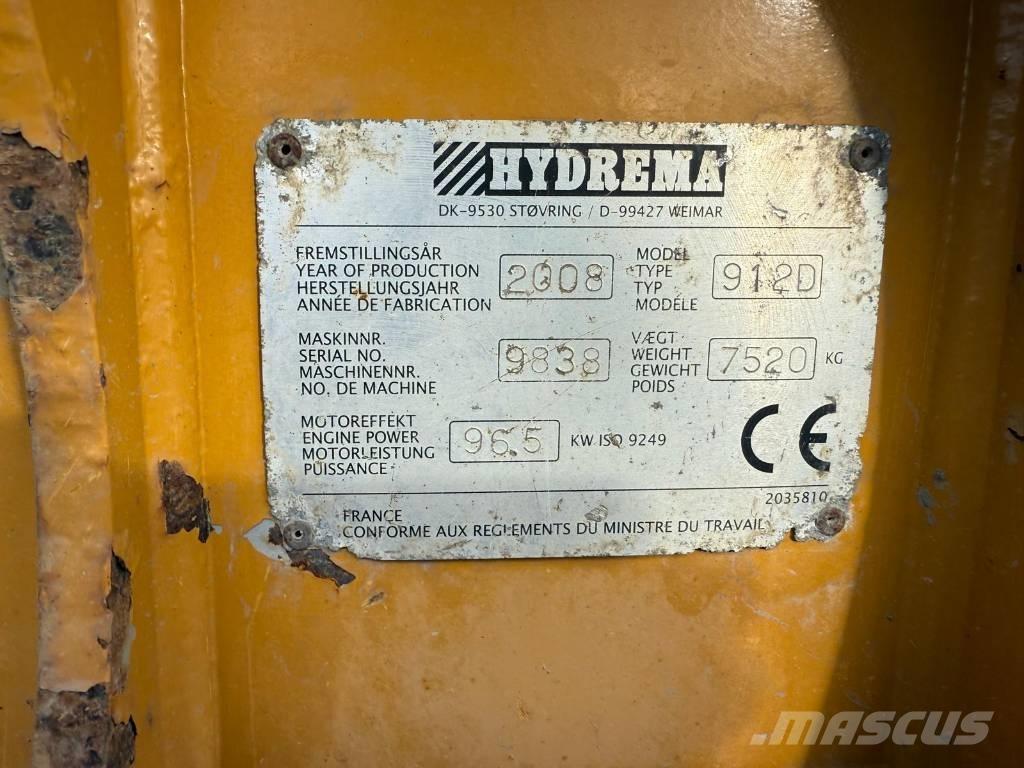 HYDREMA
DK-9530 STØVRING / D-99427 WEIMAR
FREMSTILLINGSÅR
YEAR OF PRODUCTION
HERSTELLUNGSJAHR
ANNÉE DE FABRICATION
2008
MODEL
TYPE
TYP
MODÈLE
912D
MASKINNR.
SERIAL NO.
MASCHINENNR.
NO. DE MACHINE
9838
VÆGT
WEIGHT
GEWICHT
POIDS
7520 KG
MOTOREFFEKT
ENGINE POWER
MOTORLEISTUNG
PUISSANCE
96.5 KW ISO 9249
CE
2035810
FRANCE
CONFORME AUX REGLEMENTS DU MINISTRE DU TRAVAIL
MASCUS